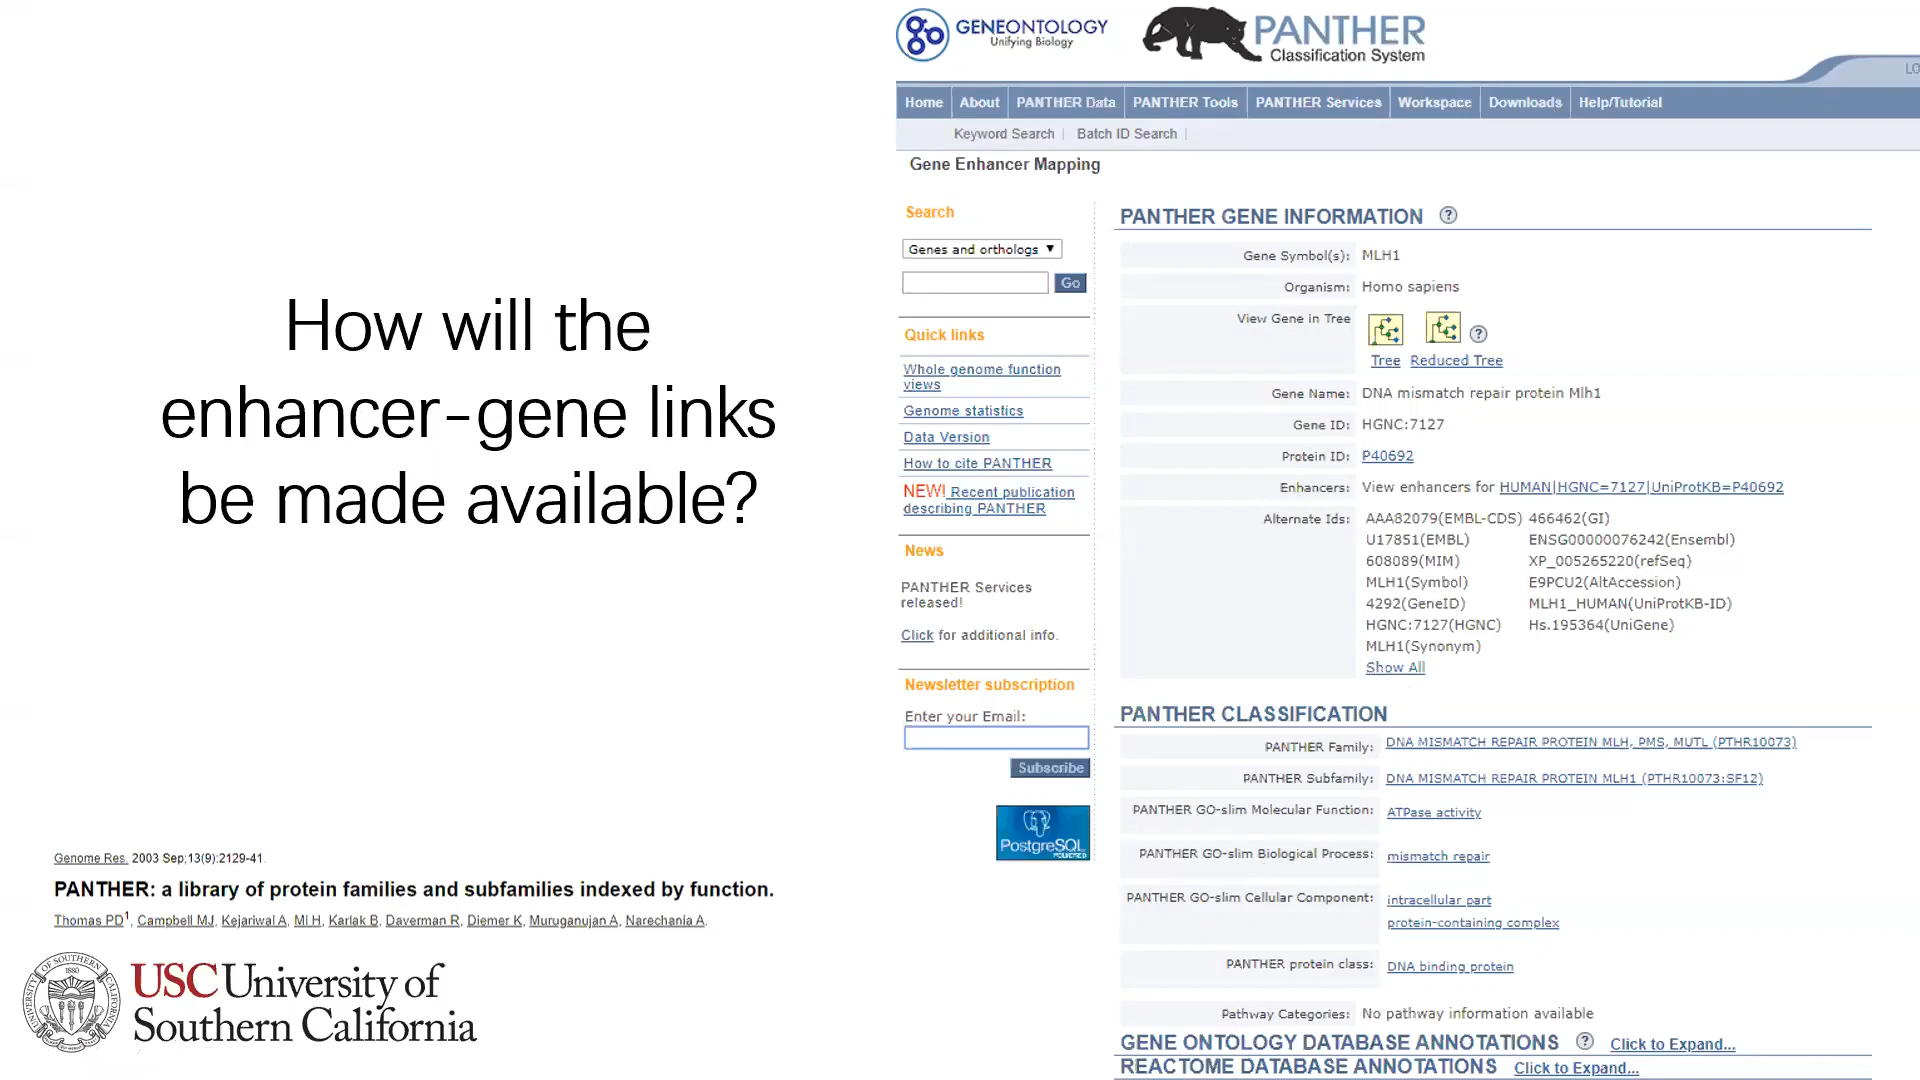 How will the
enhancer-gene links
be made available?
Genome Res. 2003 Sep;13(9):2129-41.
PANTHER: a library of protein families and subfamilies indexed by function.
Thomas PD1, Campbell MJ, Kejariwal A, Mi H, Karlak B, Daverman R, Diemer K, Muruganujan A, Narechania A.
USC University of
Southern California
GENEONTOLOGY
Unifying Biology
PANTHER
Classification System
LO
Home About PANTHER Data PANTHER Tools PANTHER Services Workspace Downloads Help/Tutorial
Keyword Search Batch ID Search
Gene Enhancer Mapping
Search
Genes and orthologs
Go
Quick links
Whole genome function
views
Genome statistics
Data Version
How to cite PANTHER
NEW! Recent publication
describing PANTHER
News
PANTHER Services
released!
Click for additional info.
Newsletter subscription
Enter your Email:
Subscribe
PostgreSQL
POWERED
PANTHER GENE INFORMATION ?
Gene Symbol(s): MLH1
Organism: Homo sapiens
View Gene in Tree ?
Tree Reduced Tree
Gene Name: DNA mismatch repair protein Mlh1
Gene ID: HGNC:7127
Protein ID: P40692
Enhancers: View enhancers for HUMAN|HGNC=7127|UniProtKB=P40692
Alternate Ids: AAA82079(EMBL-CDS) 466462(GI)
U17851(EMBL) ENSG00000076242(Ensembl)
608089(MIM) XP_005265220(refSeq)
MLH1(Symbol) E9PCU2(AltAccession)
4292(GeneID) MLH1_HUMAN(UniProtKB-ID)
HGNC:7127(HGNC) Hs.195364(UniGene)
MLH1(Synonym)
Show All
PANTHER CLASSIFICATION
PANTHER Family: DNA MISMATCH REPAIR PROTEIN MLH, PMS, MUTL (PTHR10073)
PANTHER Subfamily: DNA MISMATCH REPAIR PROTEIN MLH1 (PTHR10073:SF12)
PANTHER GO-slim Molecular Function: ATPase activity
PANTHER GO-slim Biological Process: mismatch repair
PANTHER GO-slim Cellular Component: intracellular part
protein-containing complex
PANTHER protein class: DNA binding protein
Pathway Categories: No pathway information available
GENE ONTOLOGY DATABASE ANNOTATIONS ? Click to Expand...
REACTOME DATABASE ANNOTATIONS Click to Expand...